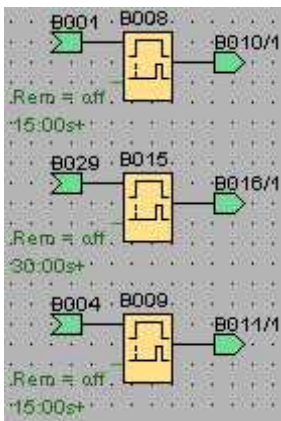 B001 B008
B010/1
Rem = off
15:00s+
B029 B015
B016/1
Rem = off
30:00s+
B004 B009
B011/1
Rem = off
15:00s+